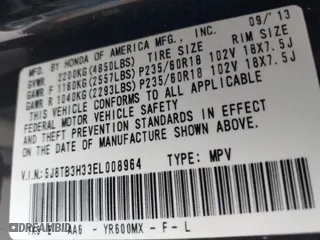 09/'13
MFD. BY HONDA OF AMERICA MFG., INC.
2200KG(4850LBS) TIRE SIZE RIM SIZE
GAWR F 1160KG(2557LBS) P235/60R18 102V 18X7.5J
GAWR R 1040KG(2293LBS) P235/60R18 102V 18X7.5J
THIS VEHICLE CONFORMS TO ALL APPLICABLE
FEDERAL MOTOR VEHICLE SAFETY, BUMPER,
AND THEFT PREVENTION STANDARDS IN EFFECT
ON THE DATE OF MANUFACTURE SHOWN ABOVE.
V.I.N.: 5J8TB3H33EL008964 TYPE: MPV
AA6 - YR600MX - F - L